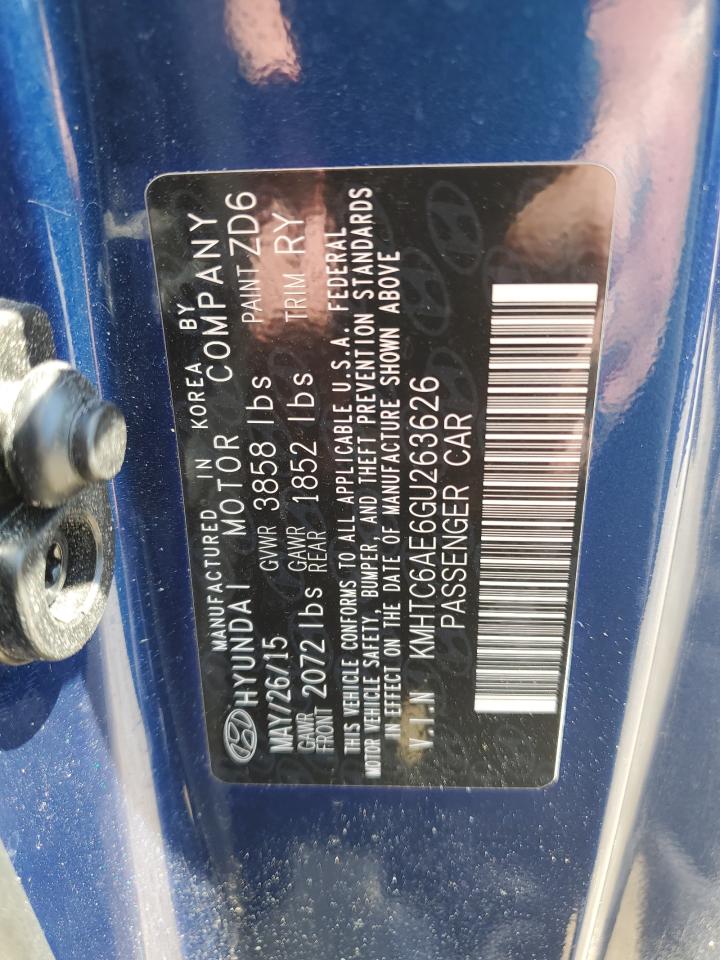 MANUFACTURED IN KOREA BY
HYUNDAI MOTOR COMPANY
MAY/26/15 GVWR 3858 lbs PAINT ZD6
GAWR FRONT 2072 lbs GAWR REAR 1852 lbs TRIM RY
THIS VEHICLE CONFORMS TO ALL APPLICABLE U.S.A. FEDERAL
MOTOR VEHICLE SAFETY, BUMPER, AND THEFT PREVENTION STANDARDS
IN EFFECT ON THE DATE OF MANUFACTURE SHOWN ABOVE
V.I.N KMHTC6AE6GU263626
PASSENGER CAR